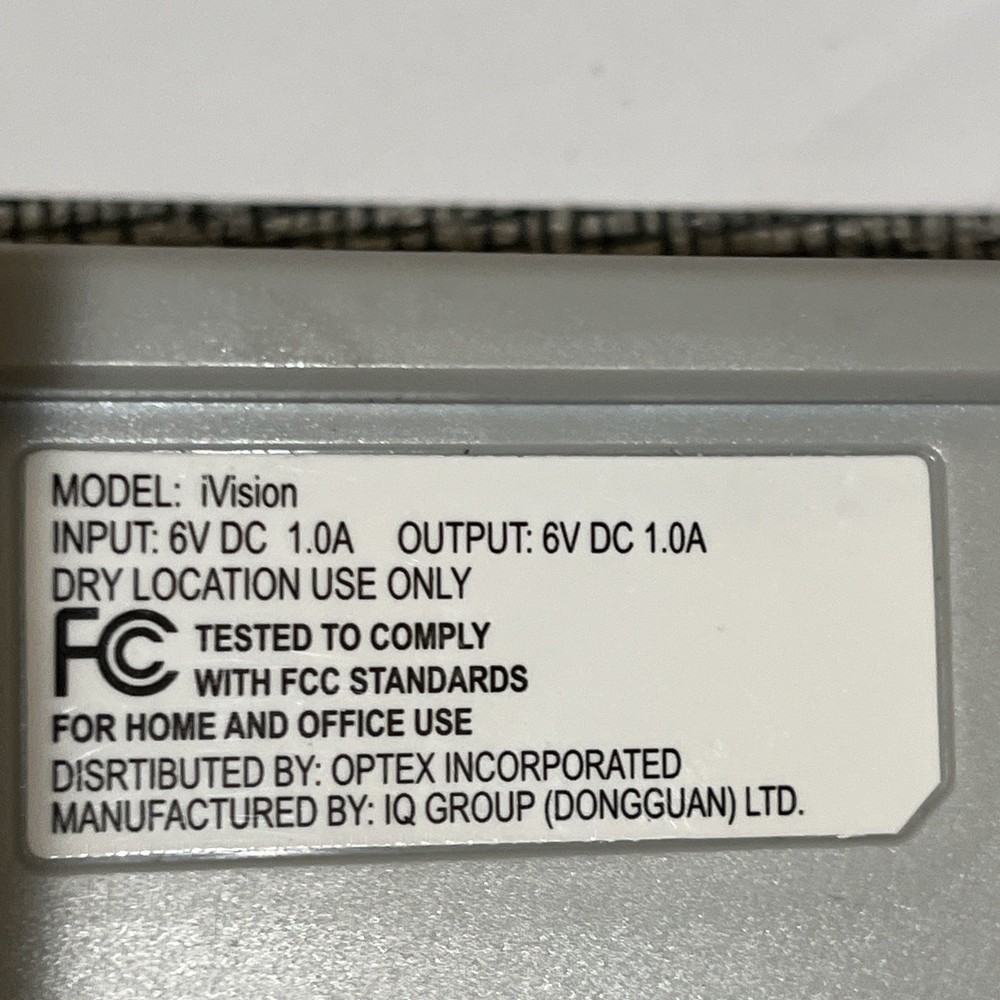 MODEL: iVision
INPUT: 6V DC 1.0A OUTPUT: 6V DC 1.0A
DRY LOCATION USE ONLY
FC TESTED TO COMPLY
WITH FCC STANDARDS
FOR HOME AND OFFICE USE
DISRTIBUTED BY: OPTEX INCORPORATED
MANUFACTURED BY: IQ GROUP (DONGGUAN) LTD.